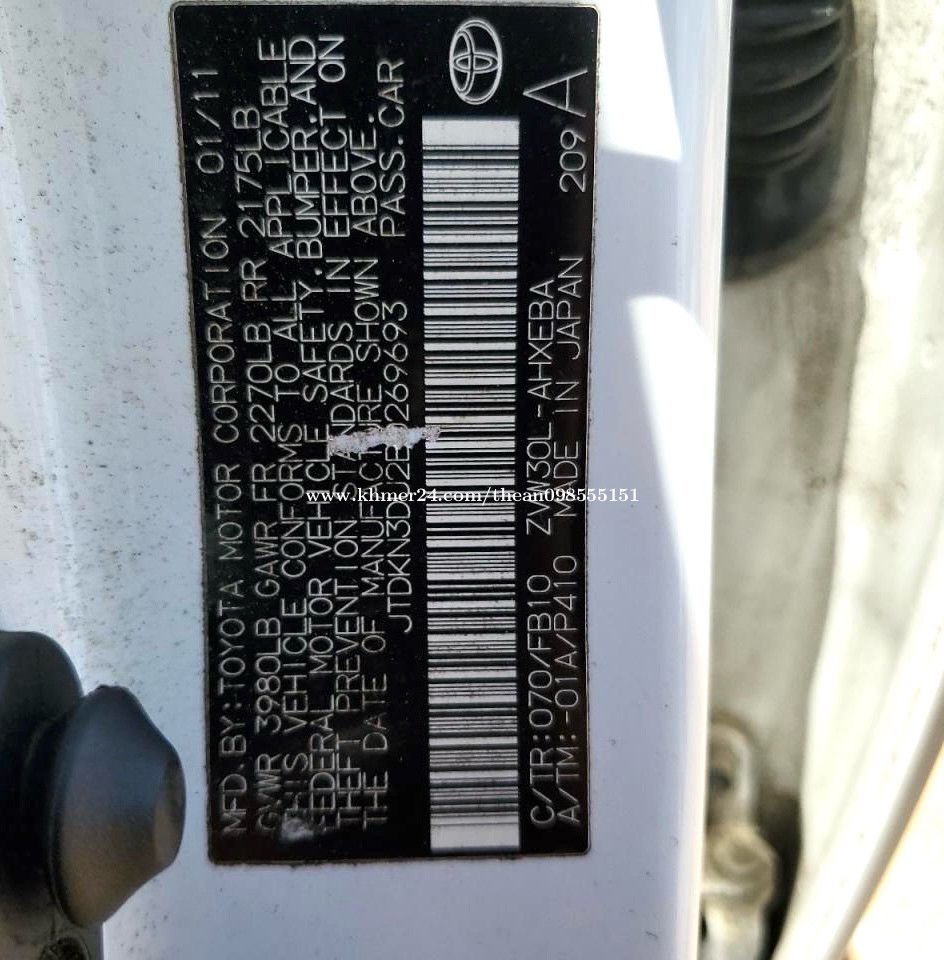 MFD.BY:TOYOTA MOTOR CORPORATION 01/11
GVWR 3980LB GAWR FR 2270LB RR 2175LB
THIS VEHICLE CONFORMS TO ALL APPLICABLE
FEDERAL MOTOR VEHICLE SAFETY,BUMPER,AND
THEFT PREVENTION STANDARDS IN EFFECT ON
THE DATE OF MANUFACTURE SHOWN ABOVE.
PASS.CAR
C/TR:070/FB10 ZVW30L-AHXEBA 209 A
A/TM:-01A/P410 MADE IN JAPAN
www.khmer24.com/thean098555151